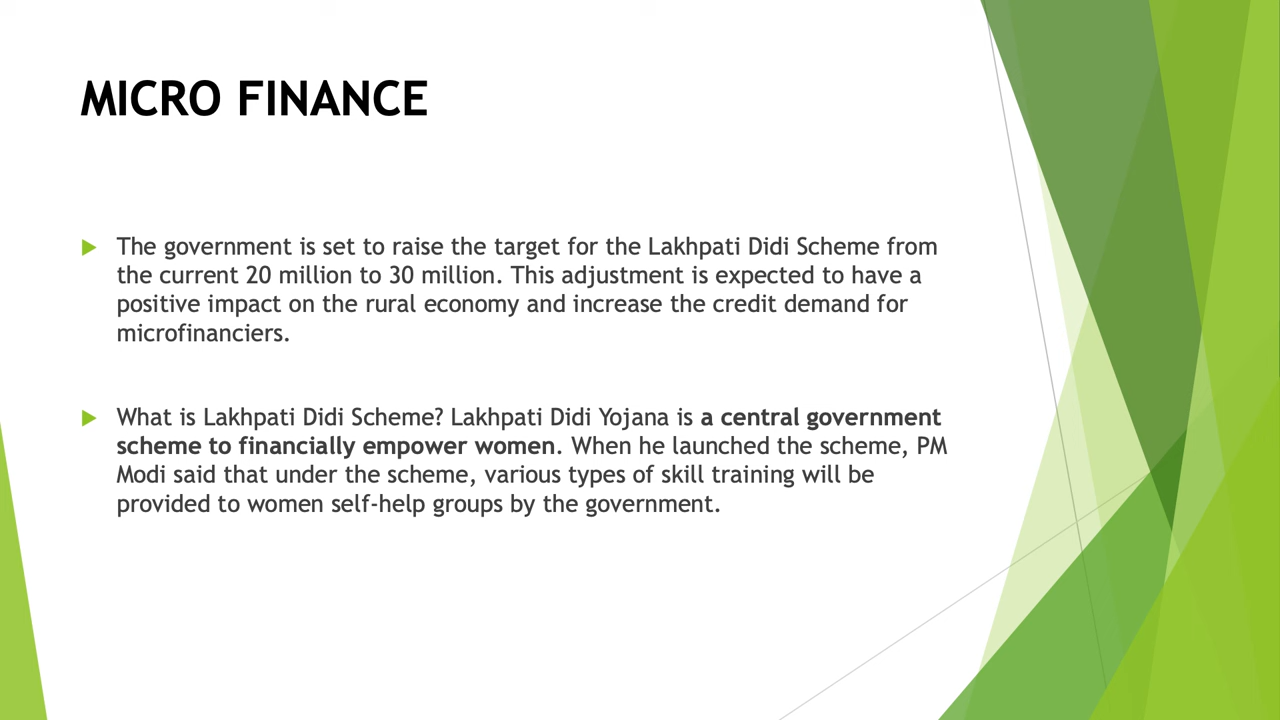 MICRO FINANCE
The government is set to raise the target for the Lakhpati Didi Scheme from
the current 20 million to 30 million. This adjustment is expected to have a
positive impact on the rural economy and increase the credit demand for
microfinanciers.
What is Lakhpati Didi Scheme? Lakhpati Didi Yojana is a central government
scheme to financially empower women. When he launched the scheme, PM
Modi said that under the scheme, various types of skill training will be
provided to women self-help groups by the government.